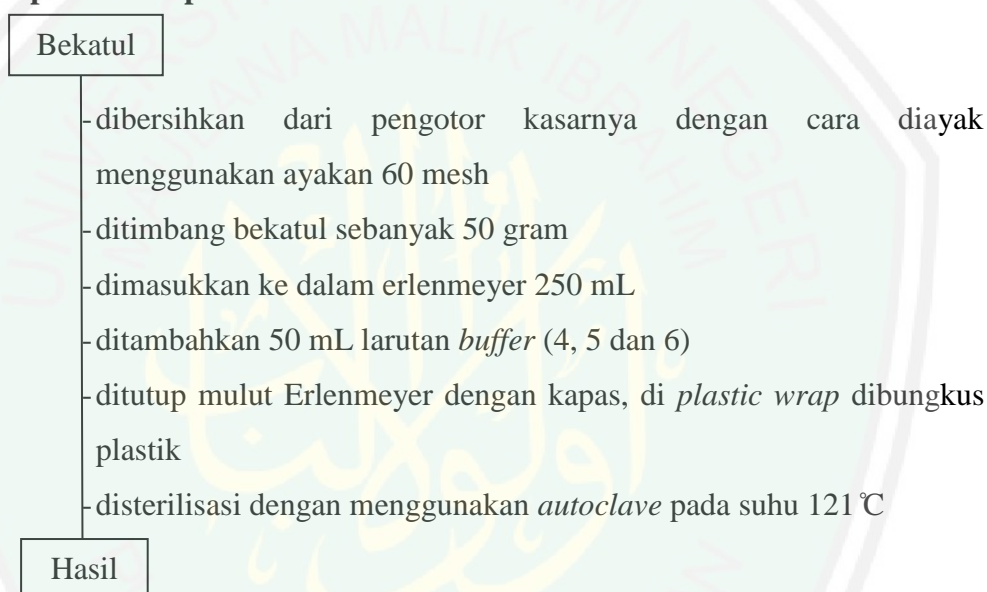 Bekatul
- dibersihkan dari pengotor kasarnya dengan cara diayak
menggunakan ayakan 60 mesh
- ditimbang bekatul sebanyak 50 gram
- dimasukkan ke dalam erlenmeyer 250 mL
- ditambahkan 50 mL larutan buffer (4, 5 dan 6)
- ditutup mulut Erlenmeyer dengan kapas, di plastic wrap dibungkus
plastik
- disterilisasi dengan menggunakan autoclave pada suhu 121℃
Hasil